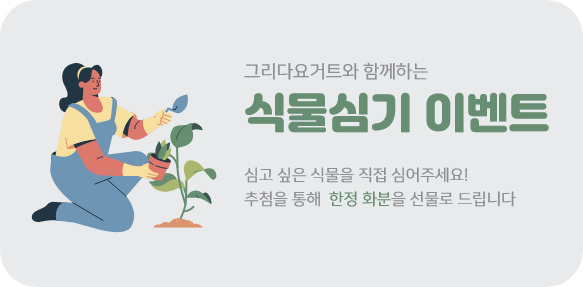 그리다요거트와 함께하는
식물심기 이벤트
심고 싶은 식물을 직접 심어주세요!
추첨을 통해 한정 화분을 선물로 드립니다